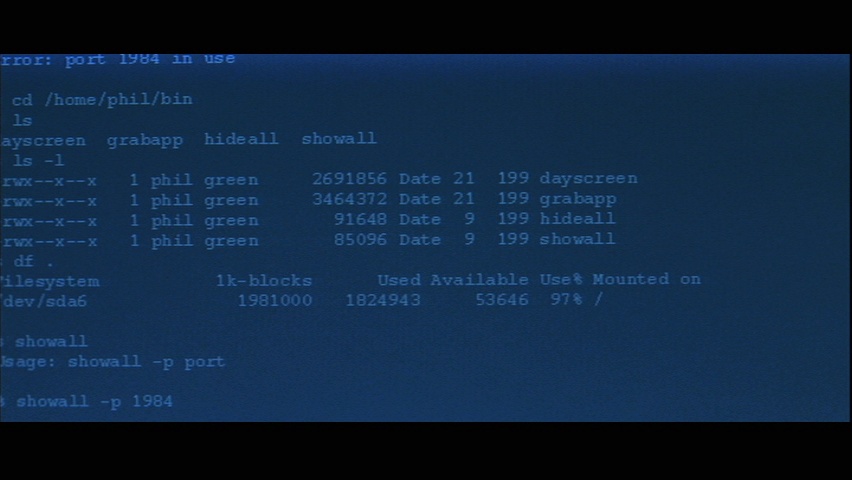 rror: port 1984 in use
cd /home/phil/bin
ls
ayscreen grabapp hideall showall
ls -l
rwx--x--x 1 phil green 2691856 Date 21 199 dayscreen
rwx--x--x 1 phil green 3464372 Date 21 199 grabapp
rwx--x--x 1 phil green 91648 Date 9 199 hideall
rwx--x--x 1 phil green 85096 Date 9 199 showall
df .
Filesystem 1k-blocks Used Available Use% Mounted on
/dev/sda6 1981000 1824943 53646 97% /
$ showall
Usage: showall -p port
$ showall -p 1984